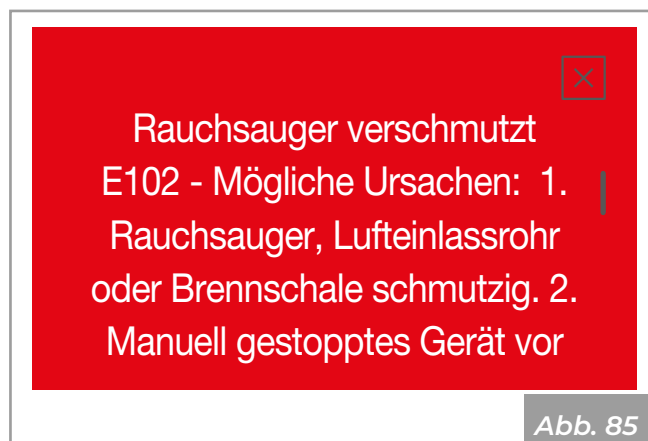 Rauchsauger verschmutzt
E102 - Mögliche Ursachen: 1.
Rauchsauger, Lufteinlassrohr
oder Brennschale schmutzig. 2.
Manuell gestopptes Gerät vor
Abb. 85